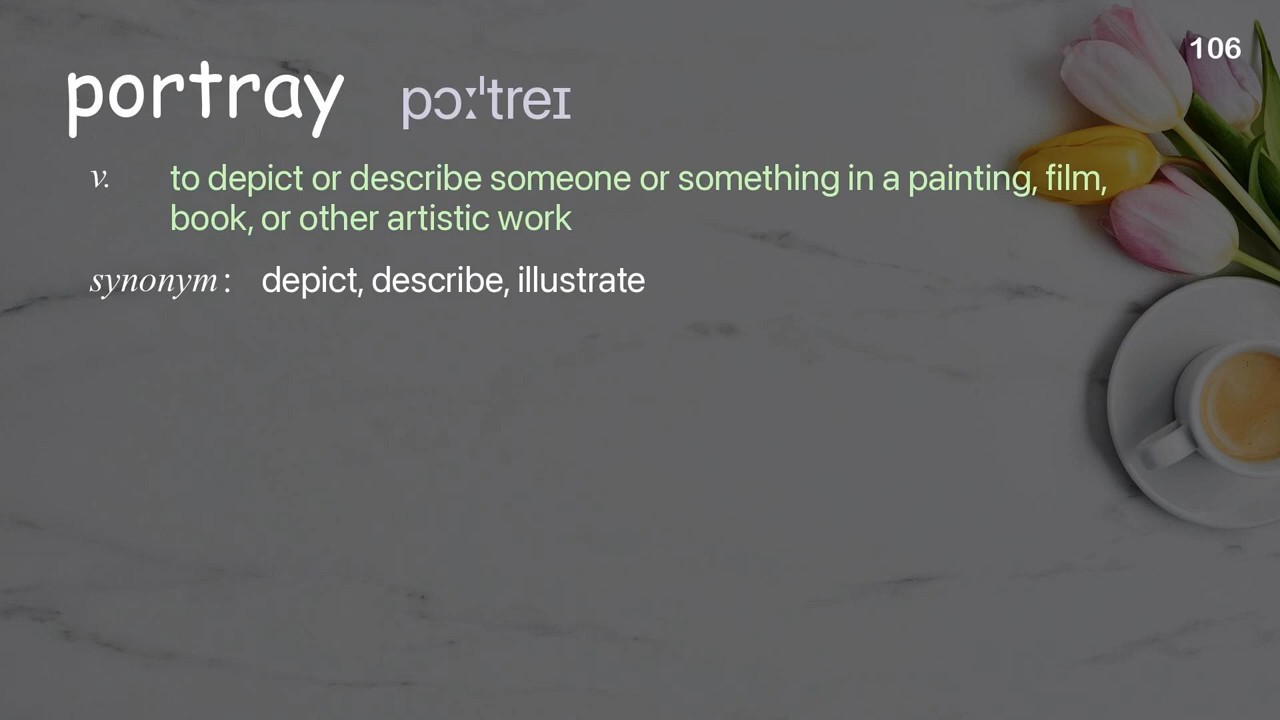 106
portray pɔːˈtreɪ
v. to depict or describe someone or something in a painting, film,
book, or other artistic work
synonym: depict, describe, illustrate